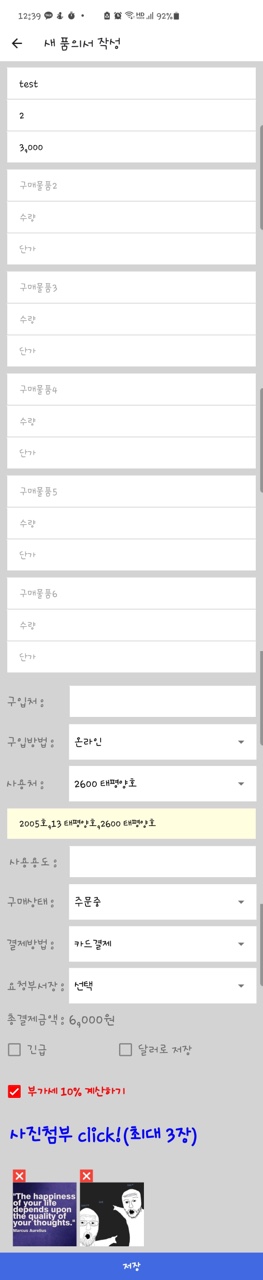 12:39 92%
새 품의서 작성
test
2
3,000
구매물품2
수량
단가
구매물품3
수량
단가
구매물품4
수량
단가
구매물품5
수량
단가
구매물품6
수량
단가
구입처 :
구입방법 : 온라인
사용처 : 2600 태평양호
2005호,13 태평양호,2600 태평양호
사용용도 :
구매상태 : 주문중
결제방법 : 카드결제
요청부서장 : 선택
총결제금액 : 6,000원
긴급 달러로 저장
부가세 10% 계산하기
사진첨부 click!(최대 3장)
"The happiness
of your life
depends upon
the quality of
your thoughts."
Marcus Aurelius
저장